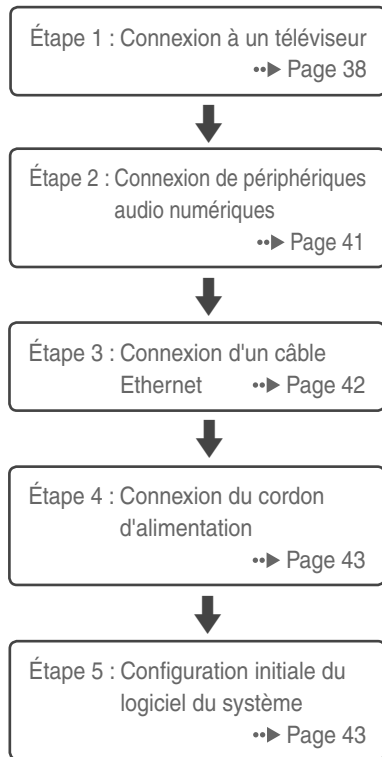 Étape 1 : Connexion à un téléviseur
••► Page 38
Étape 2 : Connexion de périphériques
audio numériques
••► Page 41
Étape 3 : Connexion d'un câble
Ethernet ••► Page 42
Étape 4 : Connexion du cordon
d'alimentation
••► Page 43
Étape 5 : Configuration initiale du
logiciel du système
••► Page 43